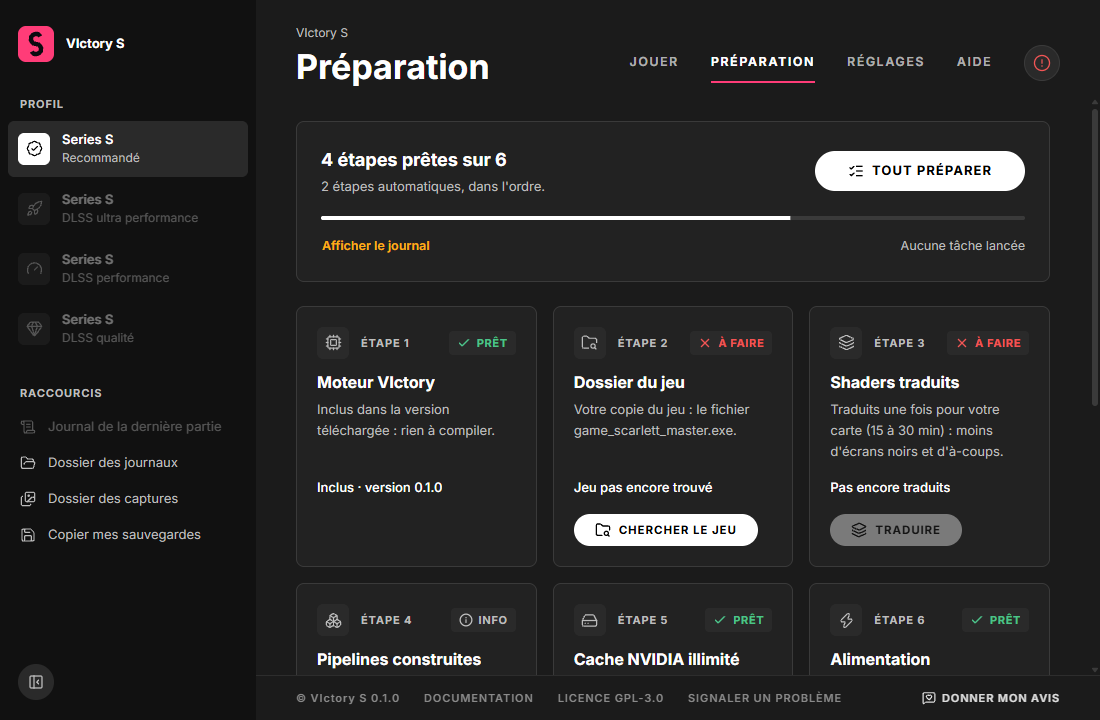 VIctory S
PROFIL
Series S
Recommandé
Series S
DLSS ultra performance
Series S
DLSS performance
Series S
DLSS qualité
RACCOURCIS
Journal de la dernière partie
Dossier des journaux
Dossier des captures
Copier mes sauvegardes
VIctory S
Préparation
JOUER
PRÉPARATION
RÉGLAGES
AIDE
4 étapes prêtes sur 6
2 étapes automatiques, dans l'ordre.
TOUT PRÉPARER
Afficher le journal
Aucune tâche lancée
ÉTAPE 1
PRÊT
Moteur VIctory
Inclus dans la version
téléchargée : rien à compiler.
Inclus · version 0.1.0
ÉTAPE 2
À FAIRE
Dossier du jeu
Votre copie du jeu : le fichier
game_scarlett_master.exe.
Jeu pas encore trouvé
CHERCHER LE JEU
ÉTAPE 3
À FAIRE
Shaders traduits
Traduits une fois pour votre
carte (15 à 30 min) : moins
d'écrans noirs et d'à-coups.
Pas encore traduits
TRADUIRE
ÉTAPE 4
INFO
Pipelines construites
ÉTAPE 5
PRÊT
Cache NVIDIA illimité
ÉTAPE 6
PRÊT
Alimentation
© VIctory S 0.1.0
DOCUMENTATION
LICENCE GPL-3.0
SIGNALER UN PROBLÈME
DONNER MON AVIS